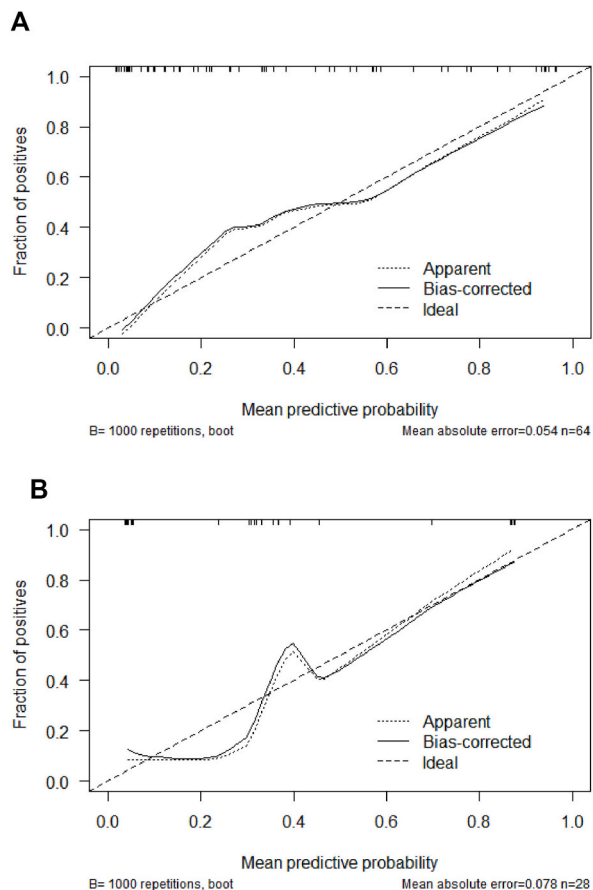 A
1.0
0.8
0.6
0.4
0.2
0.0
Fraction of positives
Apparent
Bias-corrected
Ideal
0.0 0.2 0.4 0.6 0.8 1.0
Mean predictive probability
B= 1000 repetitions, boot Mean absolute error=0.054 n=64
B
1.0
0.8
0.6
0.4
0.2
0.0
Fraction of positives
Apparent
Bias-corrected
Ideal
0.0 0.2 0.4 0.6 0.8 1.0
Mean predictive probability
B= 1000 repetitions, boot Mean absolute error=0.078 n=28